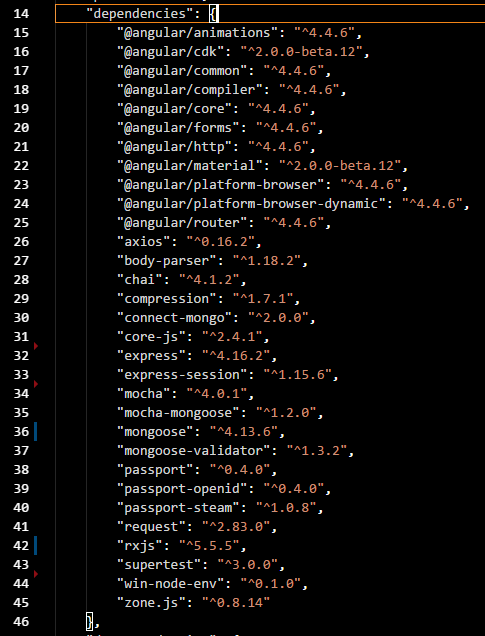 14 "dependencies": {
15 "@angular/animations": "^4.4.6",
16 "@angular/cdk": "^2.0.0-beta.12",
17 "@angular/common": "^4.4.6",
18 "@angular/compiler": "^4.4.6",
19 "@angular/core": "^4.4.6",
20 "@angular/forms": "^4.4.6",
21 "@angular/http": "^4.4.6",
22 "@angular/material": "^2.0.0-beta.12",
23 "@angular/platform-browser": "^4.4.6",
24 "@angular/platform-browser-dynamic": "^4.4.6",
25 "@angular/router": "^4.4.6",
26 "axios": "^0.16.2",
27 "body-parser": "^1.18.2",
28 "chai": "^4.1.2",
29 "compression": "^1.7.1",
30 "connect-mongo": "^2.0.0",
31 "core-js": "^2.4.1",
32 "express": "^4.16.2",
33 "express-session": "^1.15.6",
34 "mocha": "^4.0.1",
35 "mocha-mongoose": "^1.2.0",
36 "mongoose": "^4.13.6",
37 "mongoose-validator": "^1.3.2",
38 "passport": "^0.4.0",
39 "passport-openid": "^0.4.0",
40 "passport-steam": "^1.0.8",
41 "request": "^2.83.0",
42 "rxjs": "^5.5.5",
43 "supertest": "^3.0.0",
44 "win-node-env": "^0.1.0",
45 "zone.js": "^0.8.14"
46 },